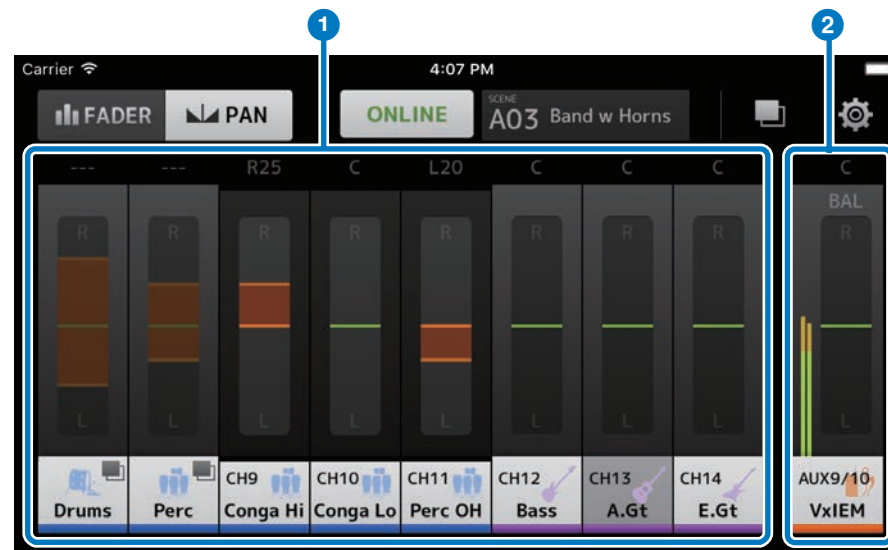 1 2
Carrier 4:07 PM
FADER PAN ONLINE SCENE A03 Band w Horns
--- --- R25 C L20 C C C C
BAL
R R R R R R R R R
L L L L L L L L L
CH9 CH10 CH11 CH12 CH13 CH14 AUX9/10
Drums Perc Conga Hi Conga Lo Perc OH Bass A.Gt E.Gt VxIEM